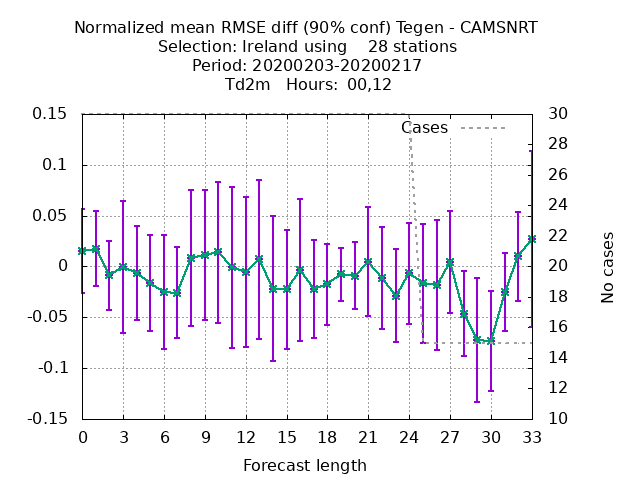 Normalized mean RMSE diff (90% conf) Tegen - CAMSNRT
Selection: Ireland using    28 stations
Period: 20200203-20200217
Td2m   Hours:  00,12
Cases
0.15
0.1
0.05
0
-0.05
-0.1
-0.15
30
28
26
24
22
20
18
16
14
12
10
No cases
0 3 6 9 12 15 18 21 24 27 30 33
Forecast length